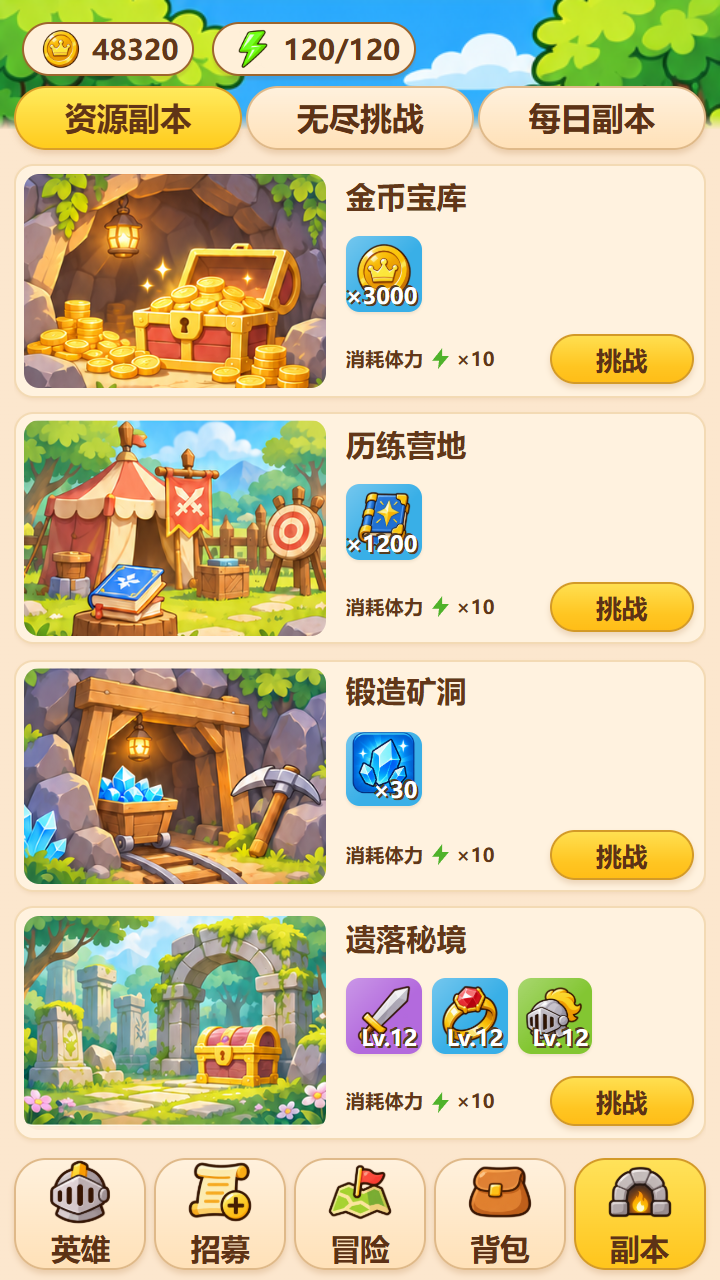 48320
120/120
资源副本
无尽挑战
每日副本
金币宝库
×3000
消耗体力 ×10
挑战
历练营地
×1200
消耗体力 ×10
挑战
锻造矿洞
×30
消耗体力 ×10
挑战
遗落秘境
Lv.12
Lv.12
Lv.12
消耗体力 ×10
挑战
英雄
招募
冒险
背包
副本